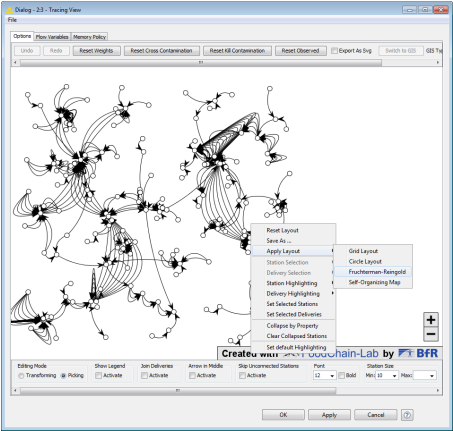 Dialog - 2:3 - Tracing View
File
Options Flow Variables Memory Policy
Undo Redo Reset Weights Reset Cross Contamination Reset Kill Contamination Reset Observed Export As Svg Switch to GIS GIS Typ
Reset Layout
Save As ...
Apply Layout
Station Selection
Delivery Selection
Station Highlighting
Delivery Highlighting
Set Selected Stations
Set Selected Deliveries
Collapse by Property
Clear Collapsed Stations
Set default Highlighting
Grid Layout
Circle Layout
Fruchterman-Reingold
Self-Organizing Map
+
−
Created with FoodChain-Lab by BfR
Editing Mode Show Legend Join Deliveries Arrow in Middle Skip Unconnected Stations Font Station Size
Transforming Picking Activate Activate Activate Activate 12 Bold Min: 10 Max:
OK Apply Cancel ?